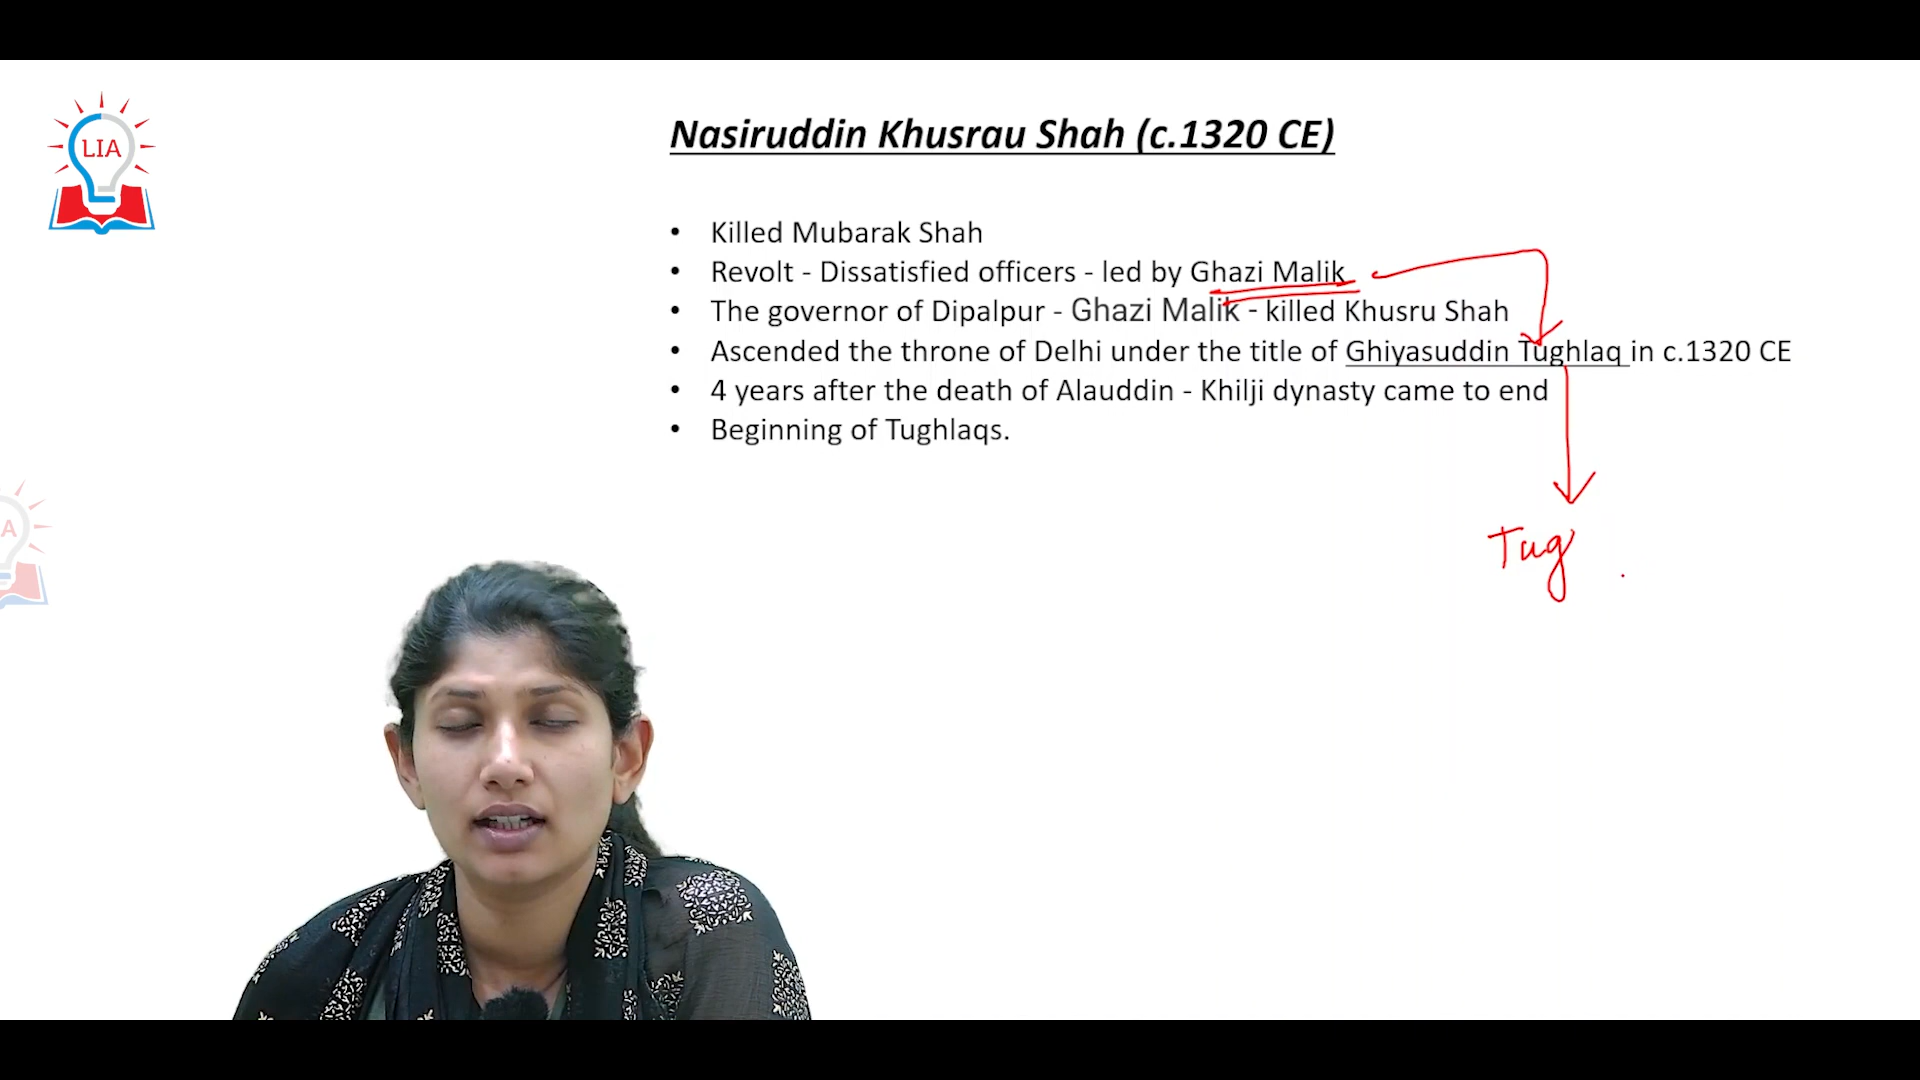 LIA
Nasiruddin Khusrau Shah (c.1320 CE)
• Killed Mubarak Shah
• Revolt - Dissatisfied officers - led by Ghazi Malik
• The governor of Dipalpur - Ghazi Malik - killed Khusru Shah
• Ascended the throne of Delhi under the title of Ghiyasuddin Tughlaq in c.1320 CE
• 4 years after the death of Alauddin - Khilji dynasty came to end
• Beginning of Tughlaqs.
A
Tug